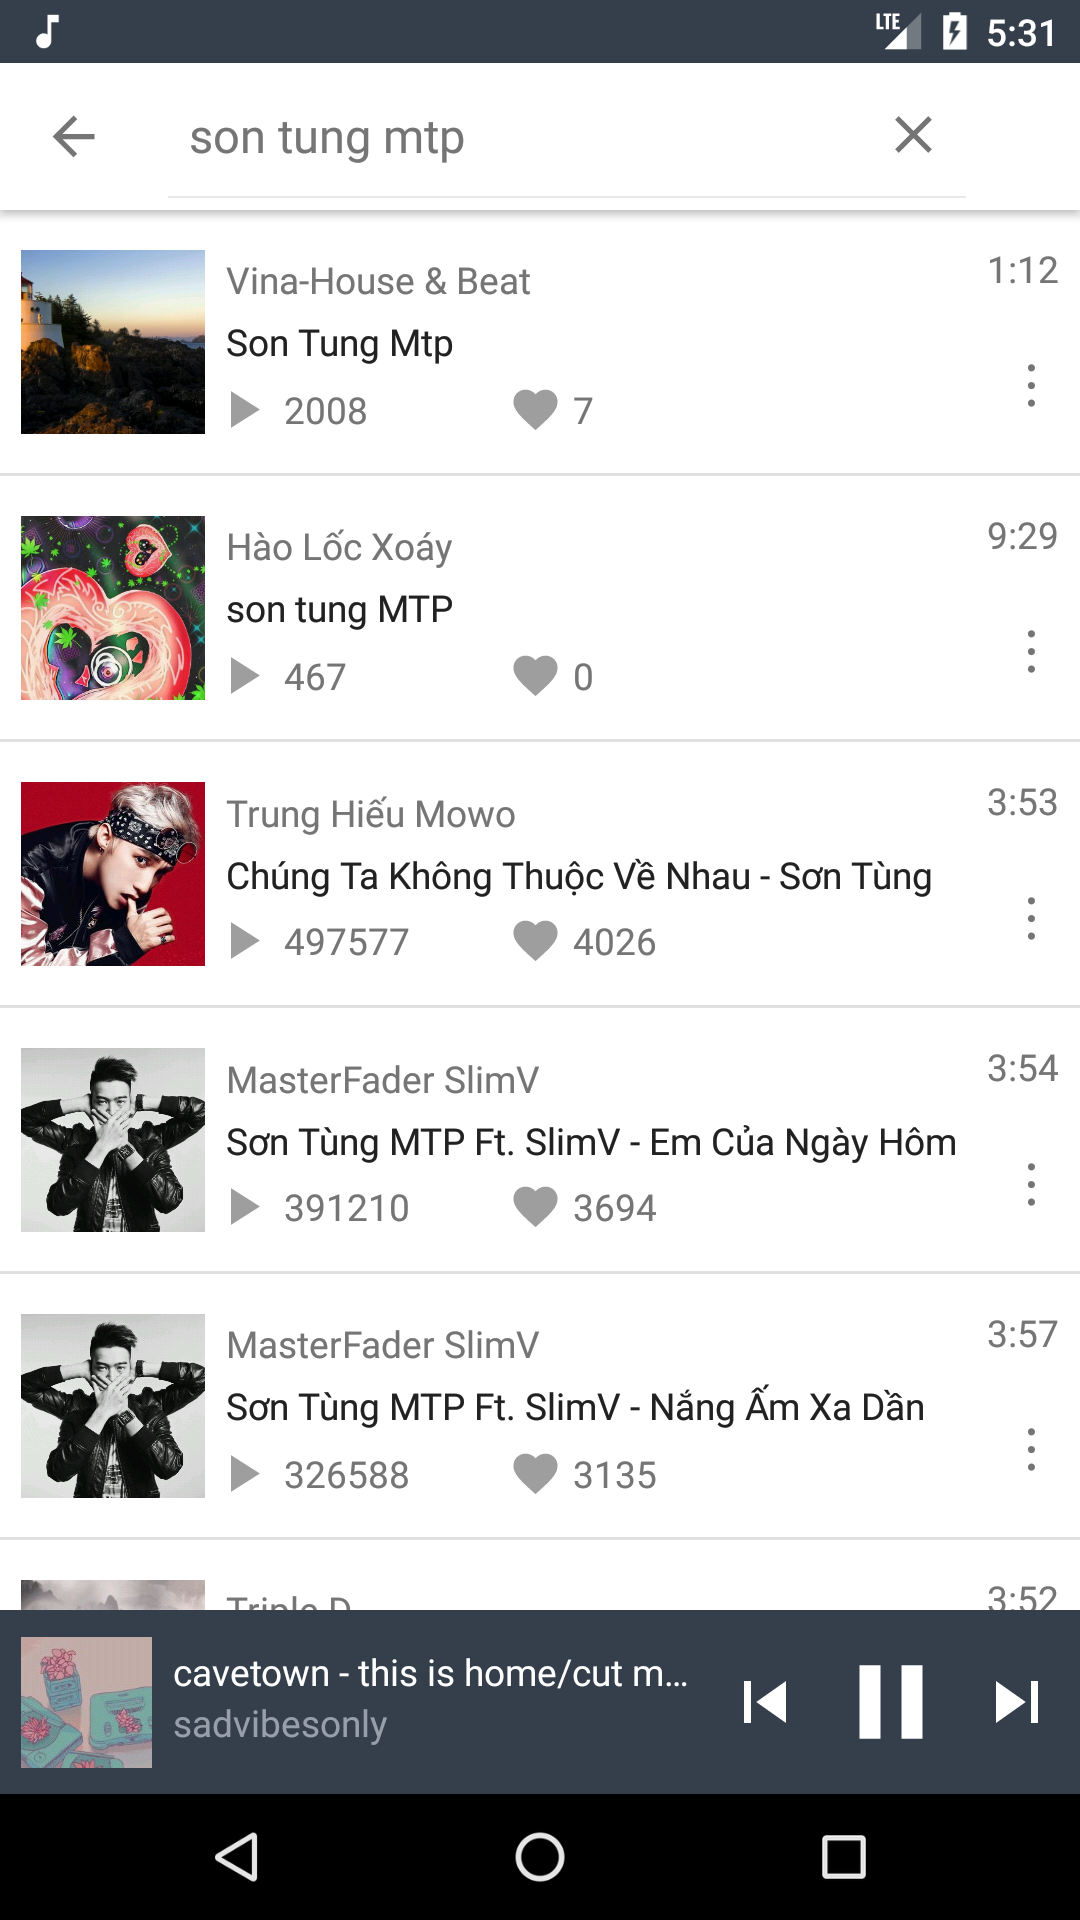 LTE 5:31
son tung mtp
Vina-House & Beat 1:12
Son Tung Mtp
2008 7
Hào Lốc Xoáy 9:29
son tung MTP
467 0
Trung Hiếu Mowo 3:53
Chúng Ta Không Thuộc Về Nhau - Sơn Tùng
497577 4026
MasterFader SlimV 3:54
Sơn Tùng MTP Ft. SlimV - Em Của Ngày Hôm
391210 3694
MasterFader SlimV 3:57
Sơn Tùng MTP Ft. SlimV - Nắng Ấm Xa Dần
326588 3135
Triple D 3:52
cavetown - this is home/cut m...
sadvibesonly